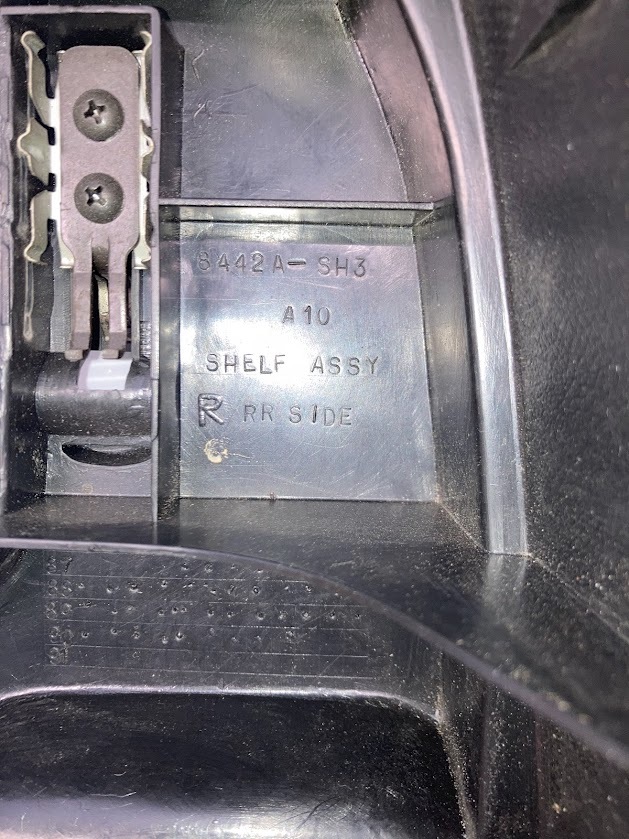 8442A-SH3
A10
SHELF ASSY
R RR SIDE